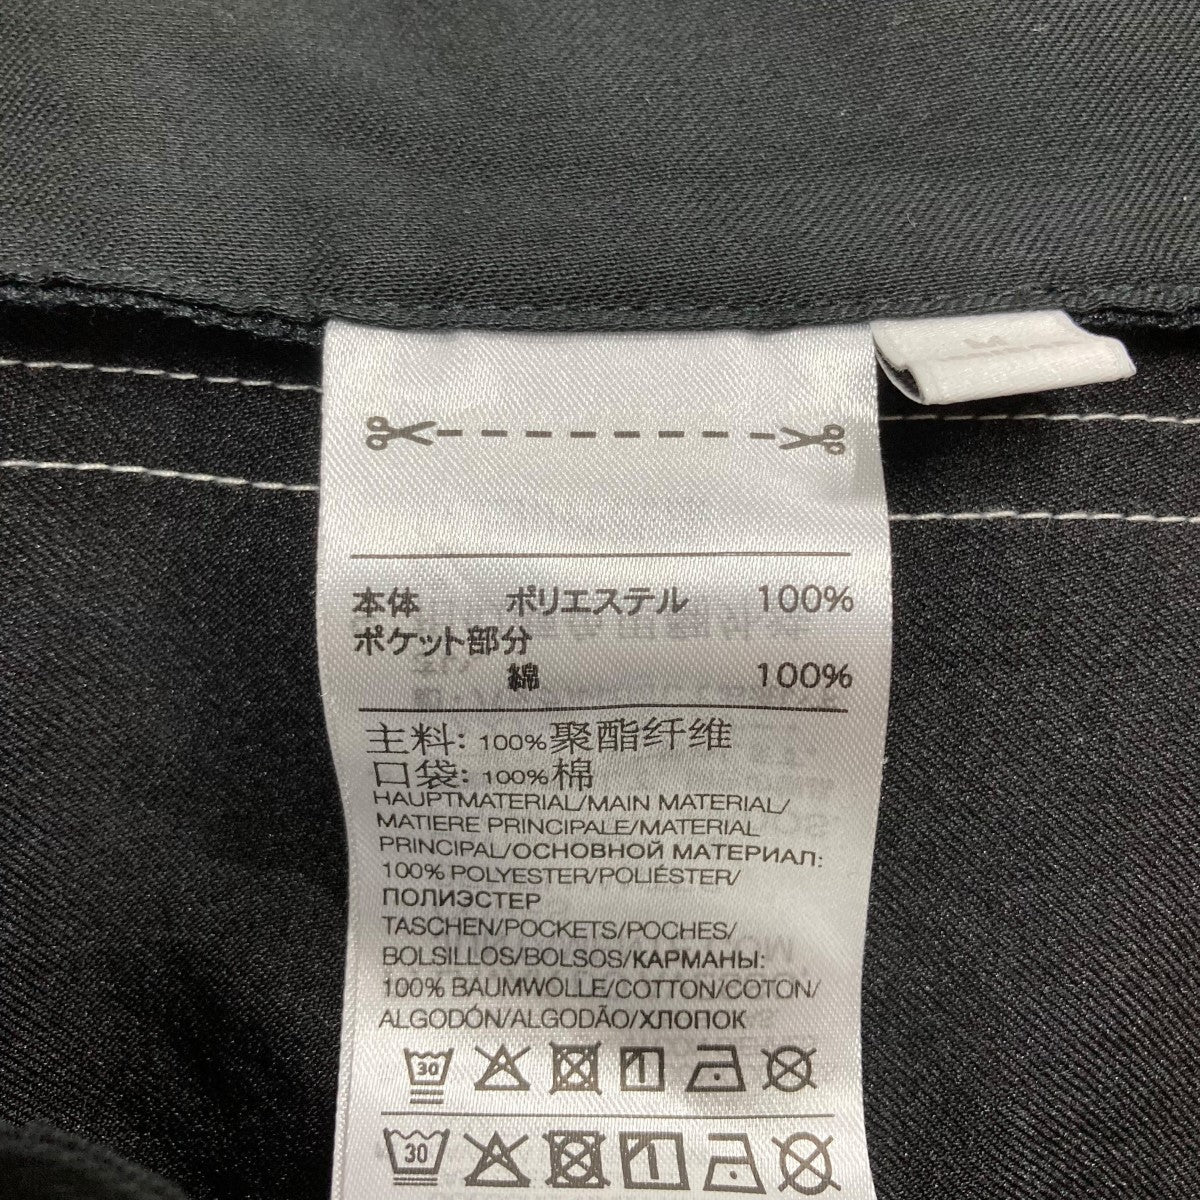 本体 ポリエステル 100%
ポケット部分
綿 100%
主料: 100%聚酯纤维
口袋: 100%棉
HAUPTMATERIAL/MAIN MATERIAL/
MATIERE PRINCIPALE/MATERIAL
PRINCIPAL/ОСНОВНОЙ МАТЕРИАЛ:
100% POLYESTER/POLIÉSTER/
ПОЛИЭСТЕР
TASCHEN/POCKETS/POCHES/
BOLSILLOS/BOLSOS/КАРМАНЫ:
100% BAUMWOLLE/COTTON/COTON/
ALGODÓN/ALGODÃO/ХЛОПОК
30
30